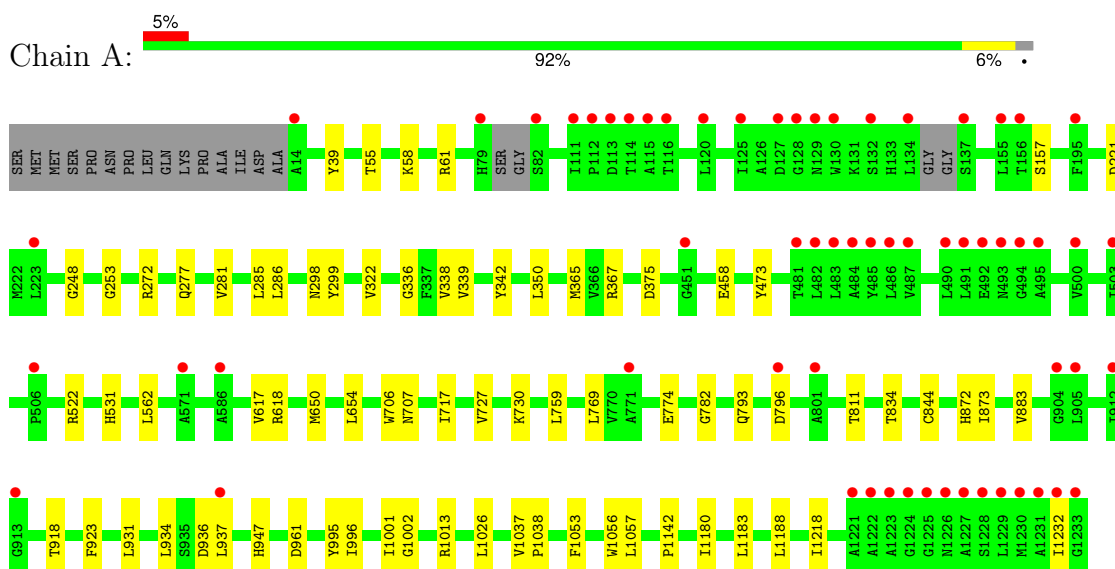 5%
Chain A:
92% 6% •
SER MET MET SER PRO ASN PRO LEU GLN LYS PRO ALA ILE ASP ALA A14 Y39 T55 K58 R61 H79 SER GLY S82 I111 P112 D113 T114 A115 T116 L120 I125 A126 D127 G128 N129 W130 K131 S132 H133 L134 GLY GLY S137 L155 T156 S157 F195
M222 L223 G248 G253 R272 Q277 V281 L285 L286 N298 Y299 V322 G336 F337 V338 V339 Y342 L350 M365 V366 R367 D375 G451 E458 Y473 T481 L482 L483 A484 Y485 L486 V487 L490 L491 E492 N493 G494 A495 V500
P506 R522 H531 L562 A571 A586 V617 R618 M650 L654 W706 N707 I717 V727 K730 L759 L769 V770 A771 E774 G782 Q793 D796 A801 T811 T834 C844 H872 I873 V883 G904 L905
G913 T918 F923 L931 L934 S935 D936 L937 H947 D961 Y995 I996 I1001 G1002 R1013 L1026 V1037 P1038 F1053 W1056 L1057 P1142 I1180 L1183 L1188 I1218 A1221 A1222 A1223 G1224 G1225 N1226 A1227 S1228 L1229 M1230 A1231 I1232 G1233